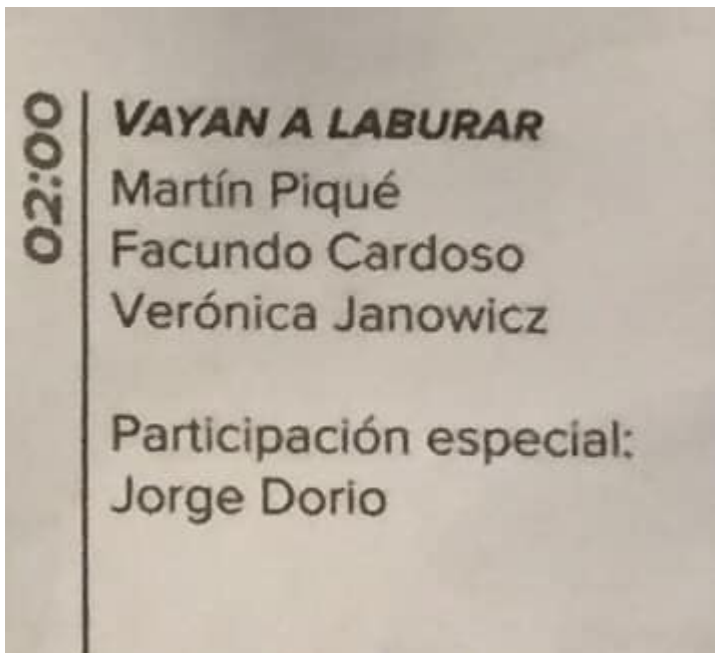 02:00
VAYAN A LABURAR
Martín Piqué
Facundo Cardoso
Verónica Janowicz
Participación especial:
Jorge Dorio